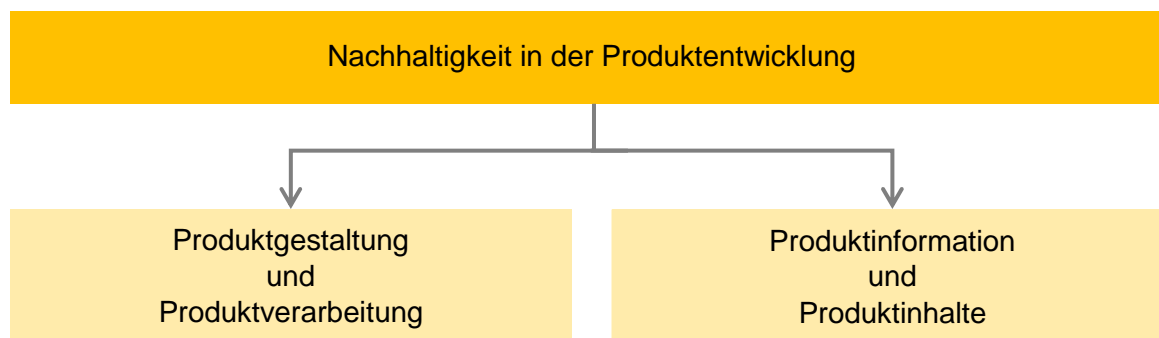 Nachhaltigkeit in der Produktentwicklung
Produktgestaltung
und
Produktverarbeitung
Produktinformation
und
Produktinhalte